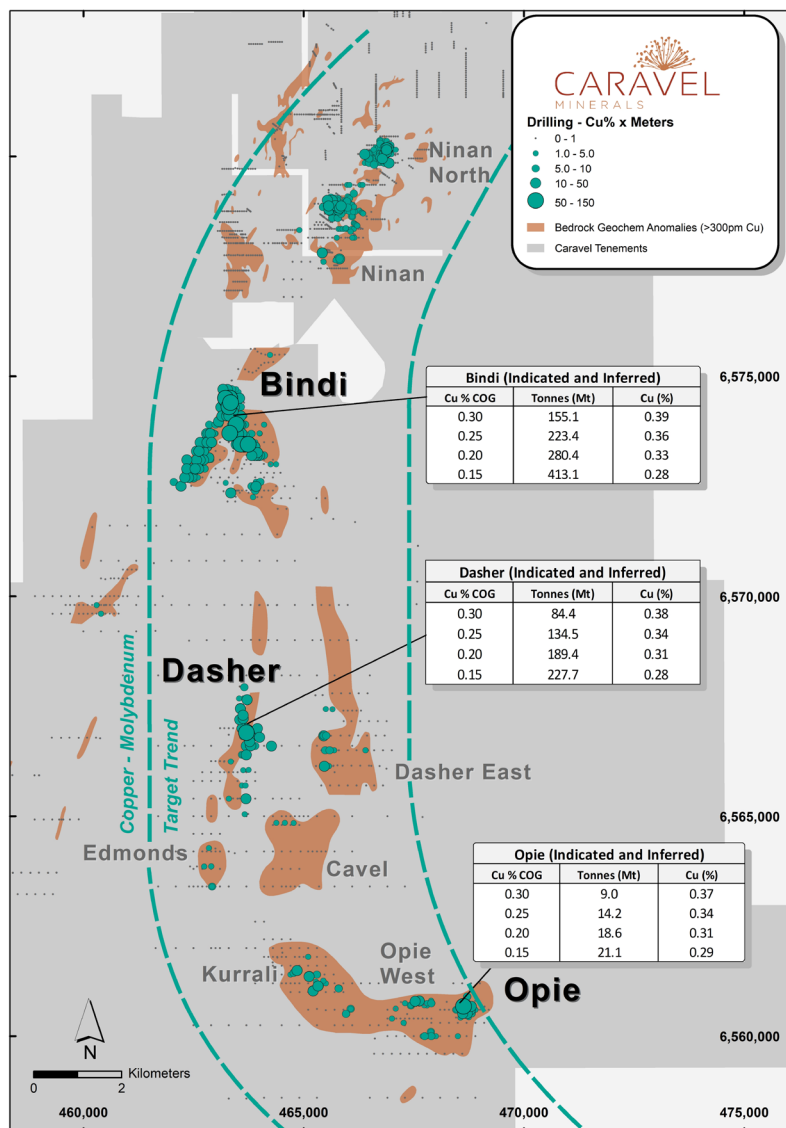 CARAVEL
MINERALS
Drilling - Cu% x Meters
0 - 1
1.0 - 5.0
5.0 - 10
10 - 50
50 - 150
Bedrock Geochem Anomalies (>300pm Cu)
Caravel Tenements
Ninan
North
Ninan
Bindi
6,575,000
Bindi (Indicated and Inferred)
Cu % COG Tonnes (Mt) Cu (%)
0.30 155.1 0.39
0.25 223.4 0.36
0.20 280.4 0.33
0.15 413.1 0.28
6,570,000
Dasher (Indicated and Inferred)
Cu % COG Tonnes (Mt) Cu (%)
0.30 84.4 0.38
0.25 134.5 0.34
0.20 189.4 0.31
0.15 227.7 0.28
Dasher
Copper - Molybdenum
Target Trend
Dasher East
6,565,000
Edmonds
Cavel
Opie (Indicated and Inferred)
Cu % COG Tonnes (Mt) Cu (%)
0.30 9.0 0.37
0.25 14.2 0.34
0.20 18.6 0.31
0.15 21.1 0.29
Kurrali
Opie
West
Opie
6,560,000
N
0 2 Kilometers
460,000 465,000 470,000 475,000